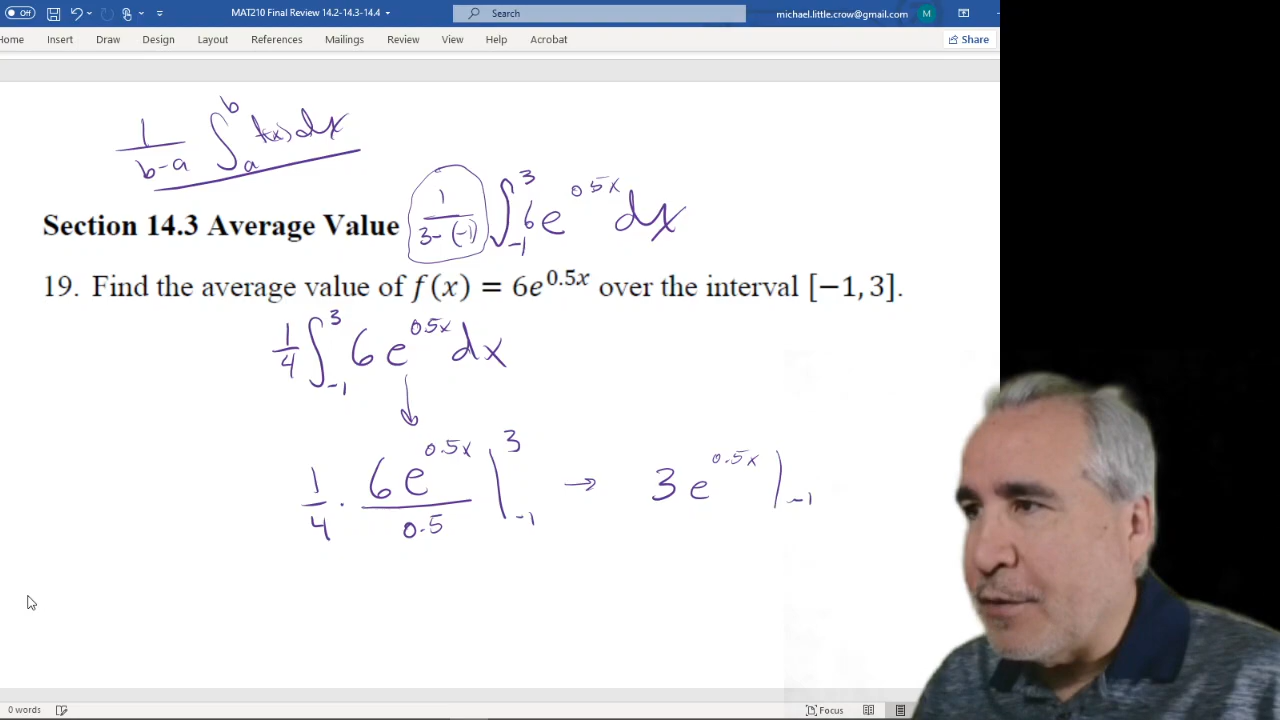 MAT210 Final Review 14.2-14.3-14.4
Search
michael.little.crow@gmail.com
M
Off
Home Insert Draw Design Layout References Mailings Review View Help Acrobat Share
1/(b-a) ∫_a^b f(x)dx
Section 14.3 Average Value 1/(3-(-1)) ∫_{-1}^3 6e^{0.5x} dx
19. Find the average value of f(x) = 6e^{0.5x} over the interval [−1, 3].
1/4 ∫_{-1}^3 6e^{0.5x} dx
↓
1/4 · 6e^{0.5x}/0.5 |_{-1}^3 → 3e^{0.5x} |_{-1}
0 words Focus